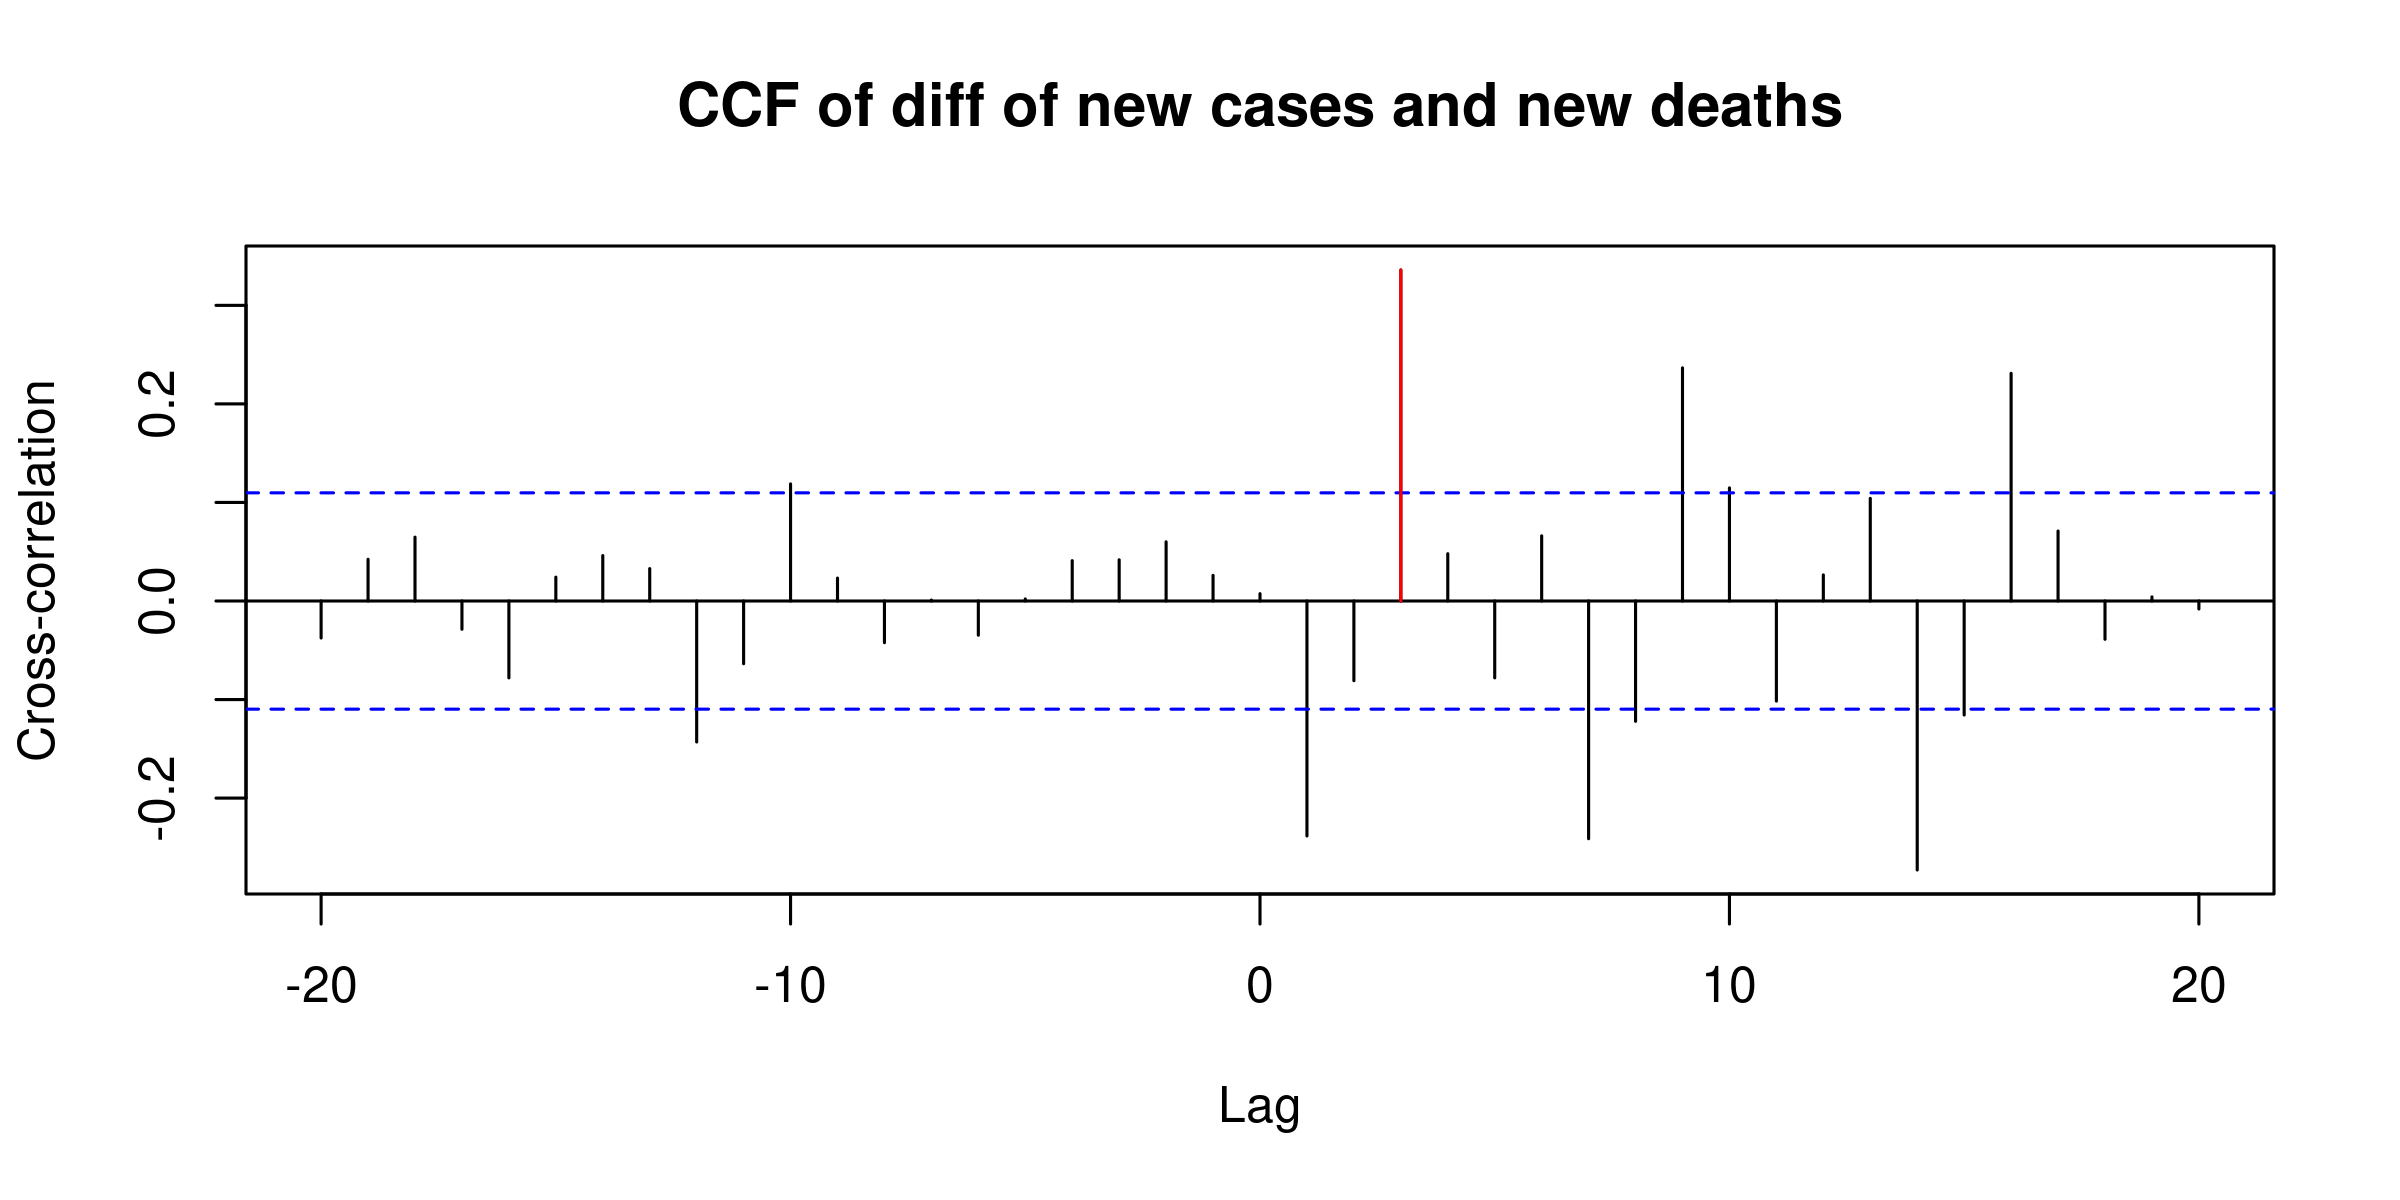 CCF of diff of new cases and new deaths
Cross-correlation
0.2
0.0
-0.2
-20 -10 0 10 20
Lag